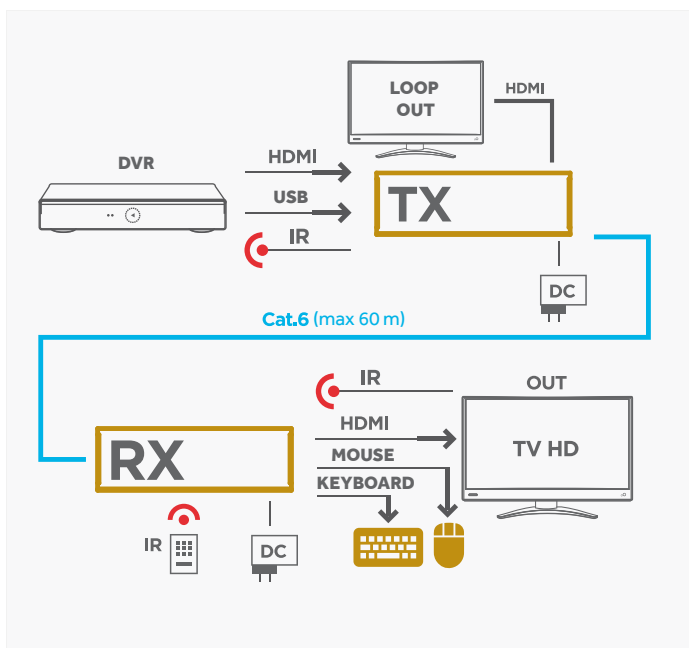 LOOP
OUT
HDMI
DVR
HDMI
USB
IR
TX
DC
Cat.6 (max 60 m)
IR
OUT
HDMI
MOUSE
KEYBOARD
TV HD
RX
IR
DC